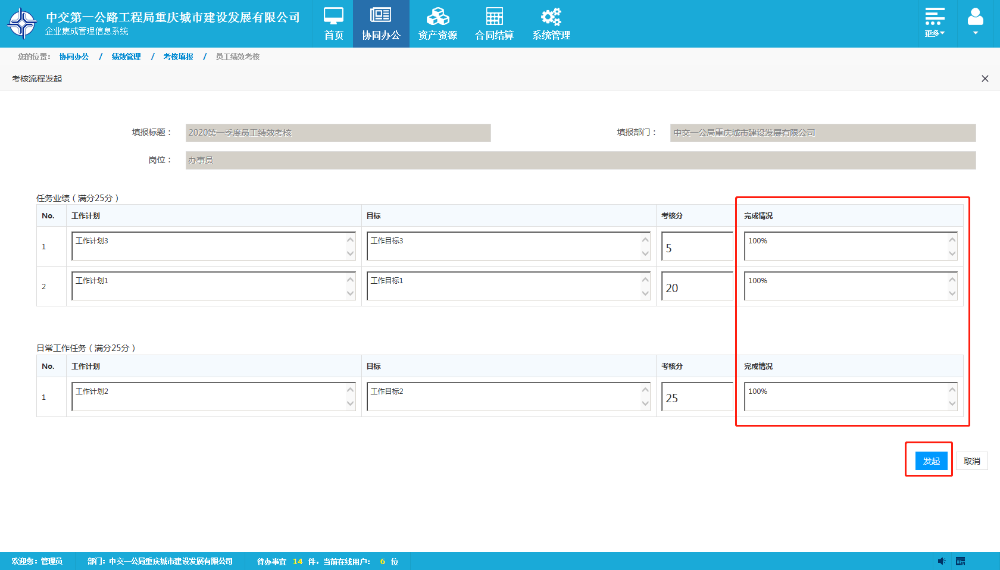 中交第一公路工程局重庆城市建设发展有限公司
企业集成管理信息系统
首页
协同办公
资产资源
合同结算
系统管理
更多
您的位置： 协同办公 / 绩效管理 / 考核填报 / 员工绩效考核
考核流程发起
填报标题： 2020第一季度员工绩效考核
填报部门： 中交一公局重庆城市建设发展有限公司
岗位： 办事员
任务业绩（满分25分）
No. 工作计划 目标 考核分 完成情况
1 工作计划3 工作目标3 5 100%
2 工作计划1 工作目标1 20 100%
日常工作任务（满分25分）
No. 工作计划 目标 考核分 完成情况
1 工作计划2 工作目标2 25 100%
发起 取消
欢迎您：管理员 部门：中交一公局重庆城市建设发展有限公司 待办事宜 14 件，当前在线用户： 6 位